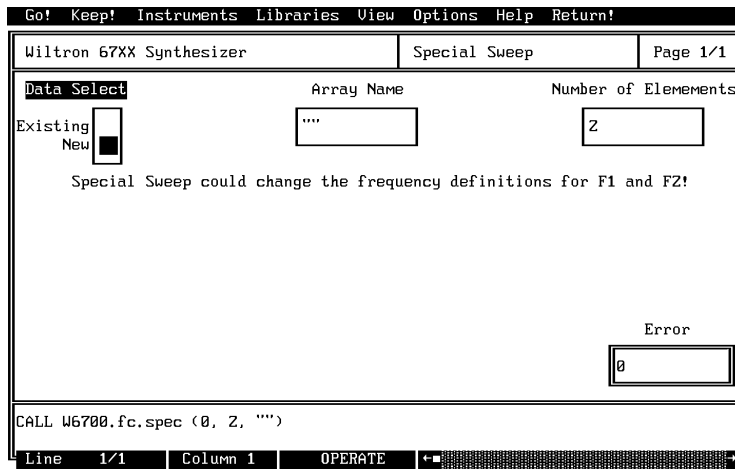 Go! Keep! Instruments Libraries View Options Help Return!
Wiltron 67XX Synthesizer Special Sweep Page 1/1
Data Select Array Name Number of Elemements
Existing
New
"" 2
Special Sweep could change the frequency definitions for F1 and F2!
Error
0
CALL W6700.fc.spec (0, 2, "")
Line 1/1 Column 1 OPERATE